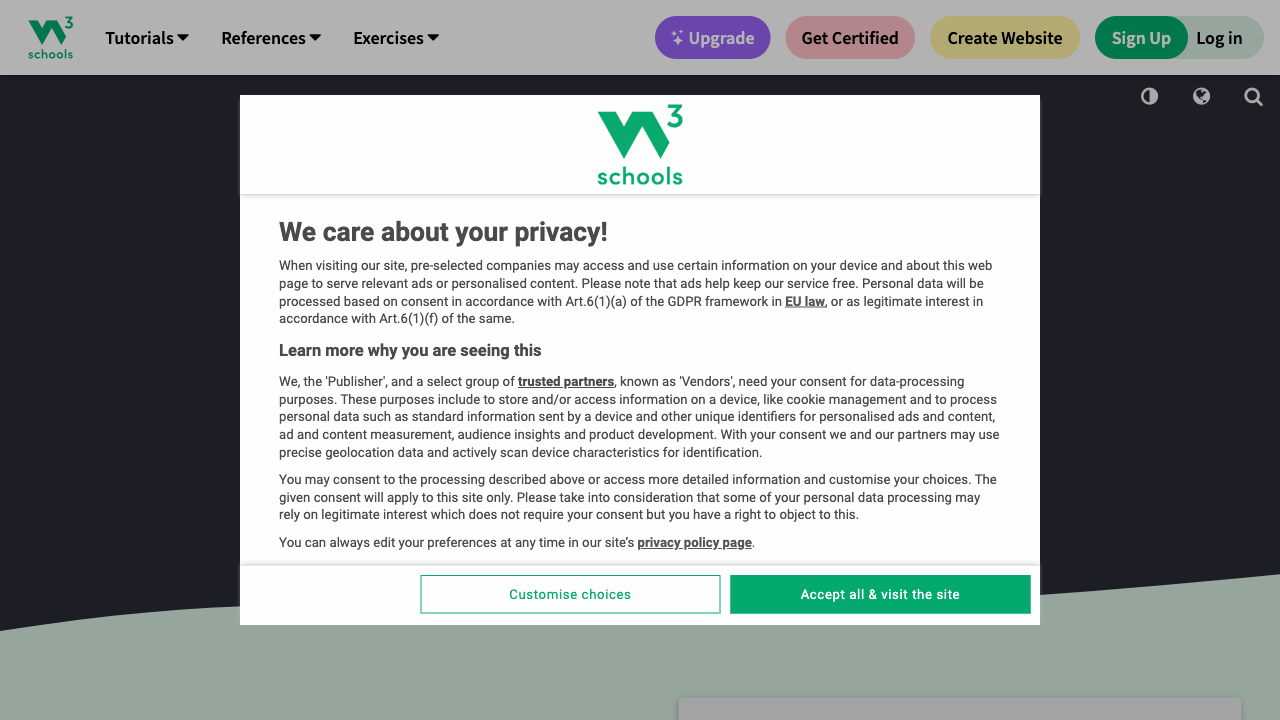 3
schools
Tutorials
References
Exercises
Upgrade
Get Certified
Create Website
Sign Up
Log in
3
schools
We care about your privacy!
When visiting our site, pre-selected companies may access and use certain information on your device and about this web
page to serve relevant ads or personalised content. Please note that ads help keep our service free. Personal data will be
processed based on consent in accordance with Art.6(1)(a) of the GDPR framework in EU law, or as legitimate interest in
accordance with Art.6(1)(f) of the same.
Learn more why you are seeing this
We, the 'Publisher', and a select group of trusted partners, known as 'Vendors', need your consent for data-processing
purposes. These purposes include to store and/or access information on a device, like cookie management and to process
personal data such as standard information sent by a device and other unique identifiers for personalised ads and content,
ad and content measurement, audience insights and product development. With your consent we and our partners may use
precise geolocation data and actively scan device characteristics for identification.
You may consent to the processing described above or access more detailed information and customise your choices. The
given consent will apply to this site only. Please take into consideration that some of your personal data processing may
rely on legitimate interest which does not require your consent but you have a right to object to this.
You can always edit your preferences at any time in our site's privacy policy page.
Customise choices
Accept all & visit the site